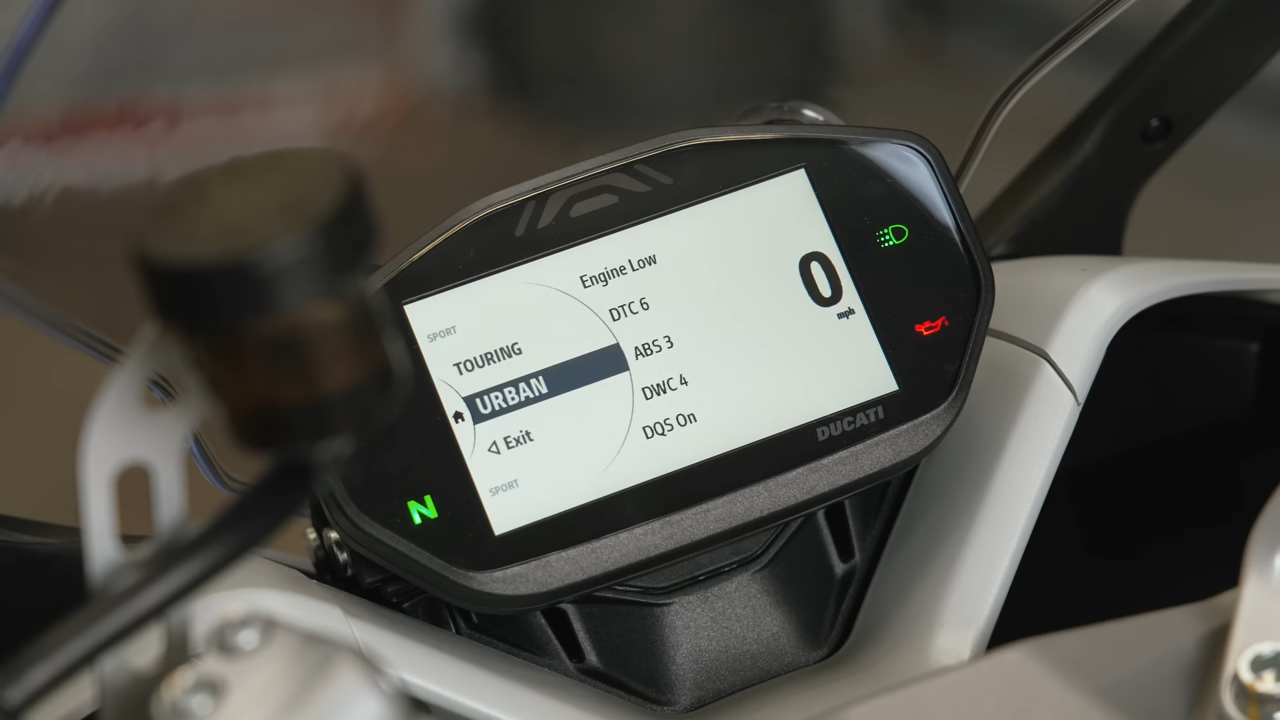 SPORT
TOURING
URBAN
Exit
SPORT
Engine Low
DTC 6
ABS 3
DWC 4
DQS On
0
mph
N
DUCATI